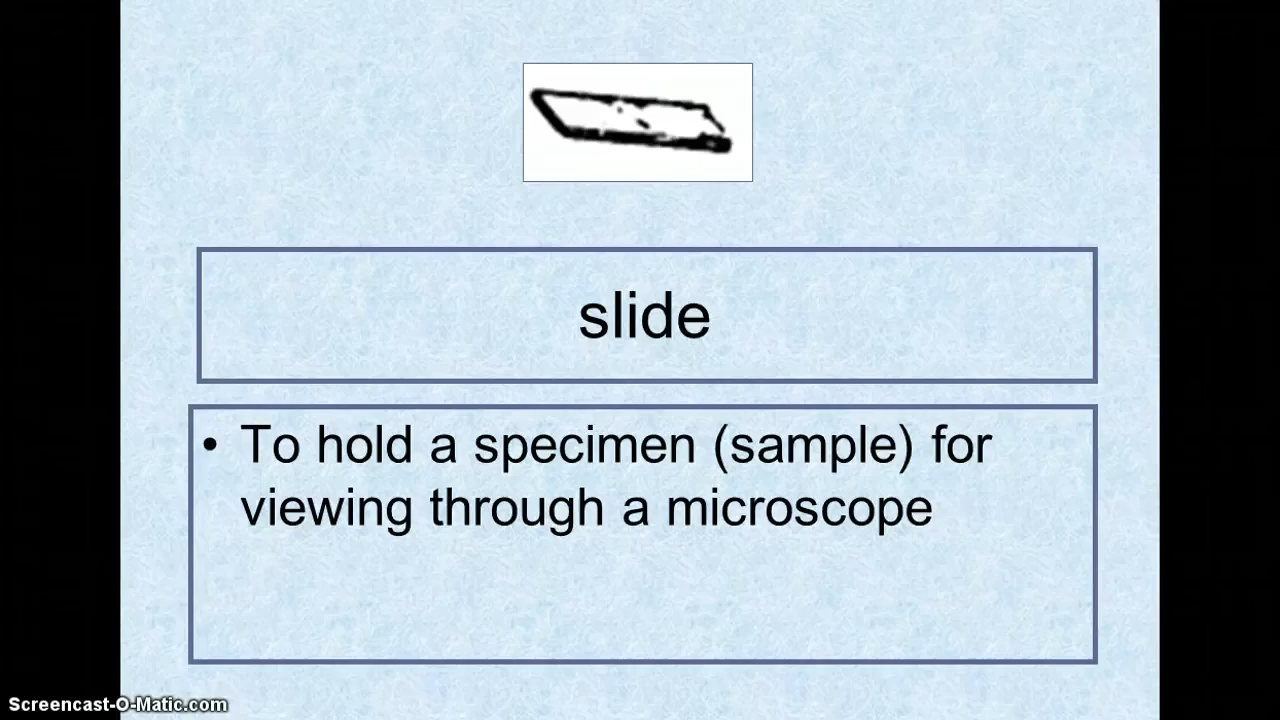 slide
• To hold a specimen (sample) for
viewing through a microscope
Screencast-O-Matic.com